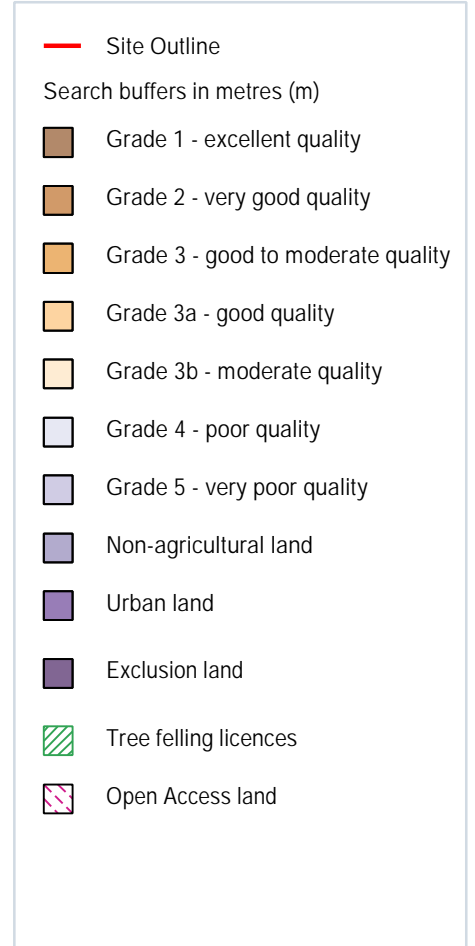 Site Outline
Search buffers in metres (m)
Grade 1 - excellent quality
Grade 2 - very good quality
Grade 3 - good to moderate quality
Grade 3a - good quality
Grade 3b - moderate quality
Grade 4 - poor quality
Grade 5 - very poor quality
Non-agricultural land
Urban land
Exclusion land
Tree felling licences
Open Access land